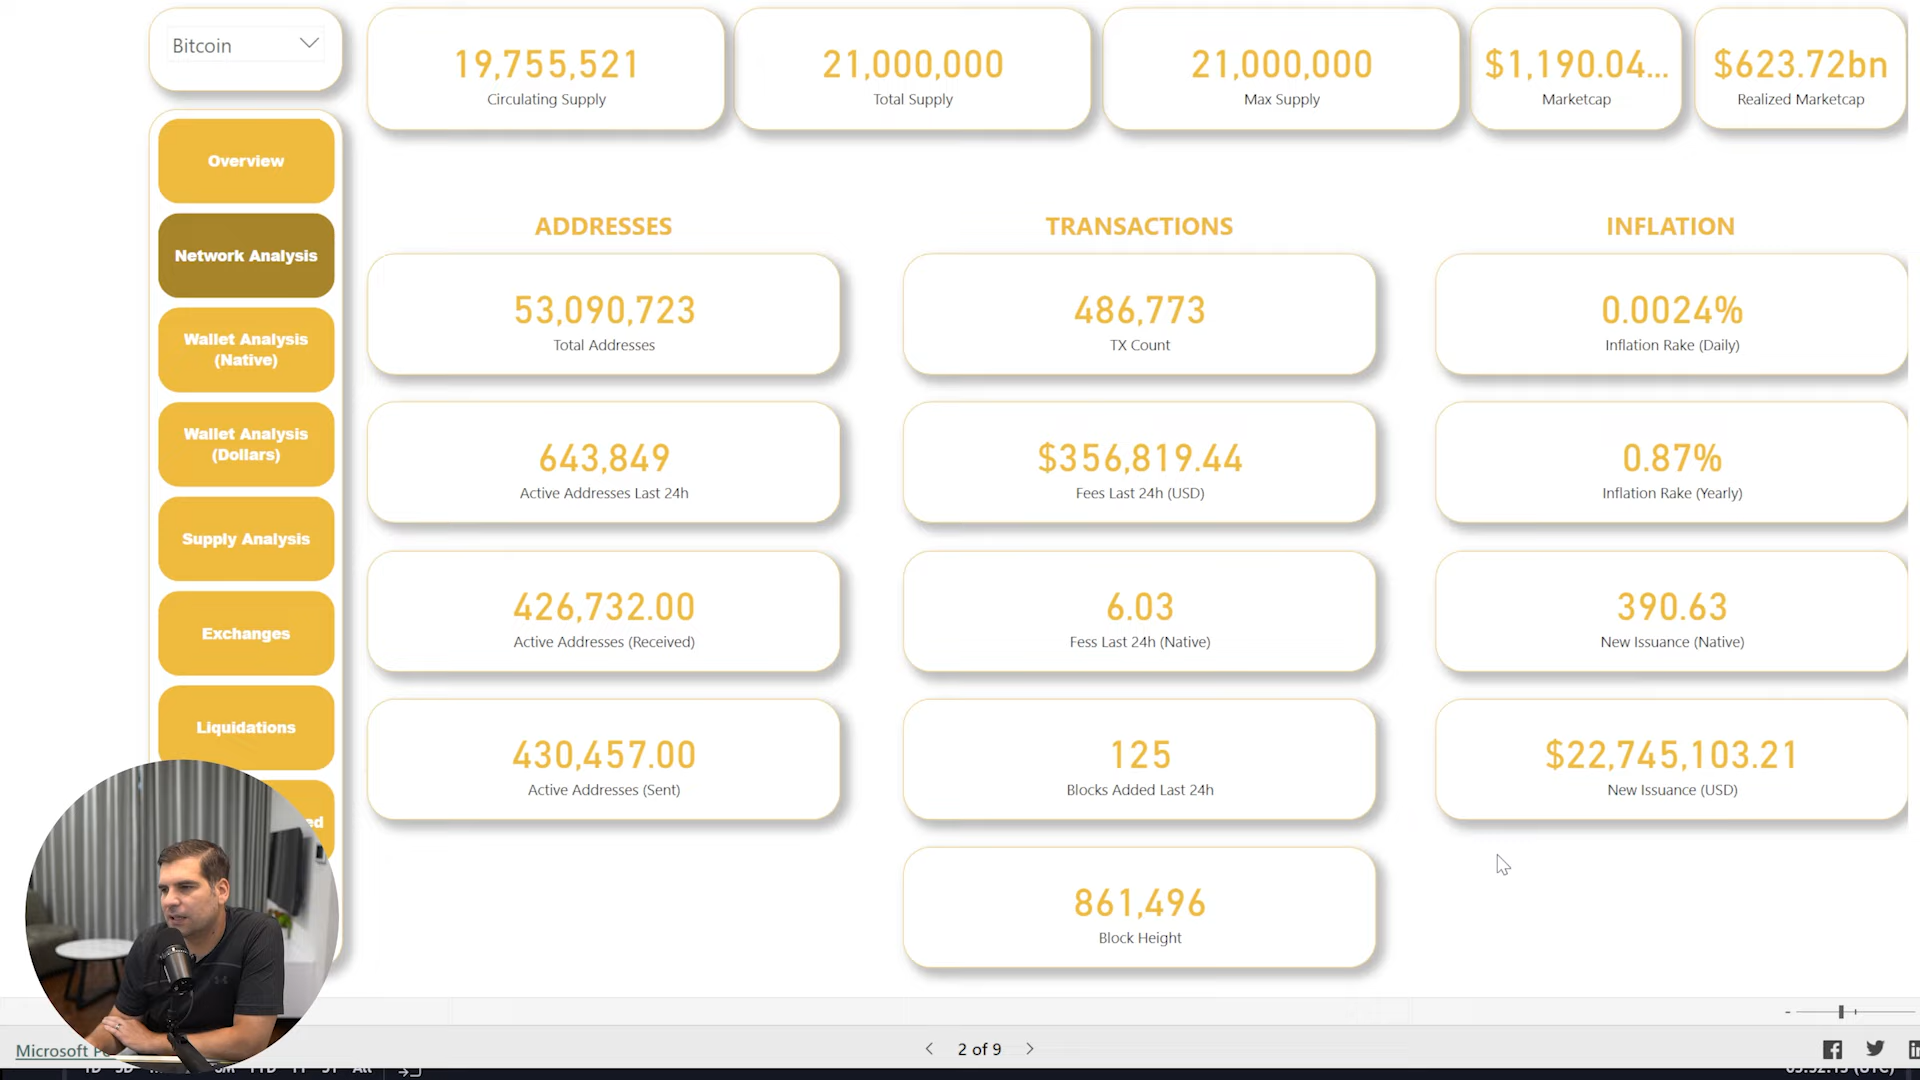 Bitcoin
19,755,521
Circulating Supply
21,000,000
Total Supply
21,000,000
Max Supply
$1,190.04...
Marketcap
$623.72bn
Realized Marketcap
Overview
Network Analysis
Wallet Analysis
(Native)
Wallet Analysis
(Dollars)
Supply Analysis
Exchanges
Liquidations
ADDRESSES
53,090,723
Total Addresses
643,849
Active Addresses Last 24h
426,732.00
Active Addresses (Received)
430,457.00
Active Addresses (Sent)
TRANSACTIONS
486,773
TX Count
$356,819.44
Fees Last 24h (USD)
6.03
Fess Last 24h (Native)
125
Blocks Added Last 24h
861,496
Block Height
INFLATION
0.0024%
Inflation Rake (Daily)
0.87%
Inflation Rake (Yearly)
390.63
New Issuance (Native)
$22,745,103.21
New Issuance (USD)
Microsoft
2 of 9